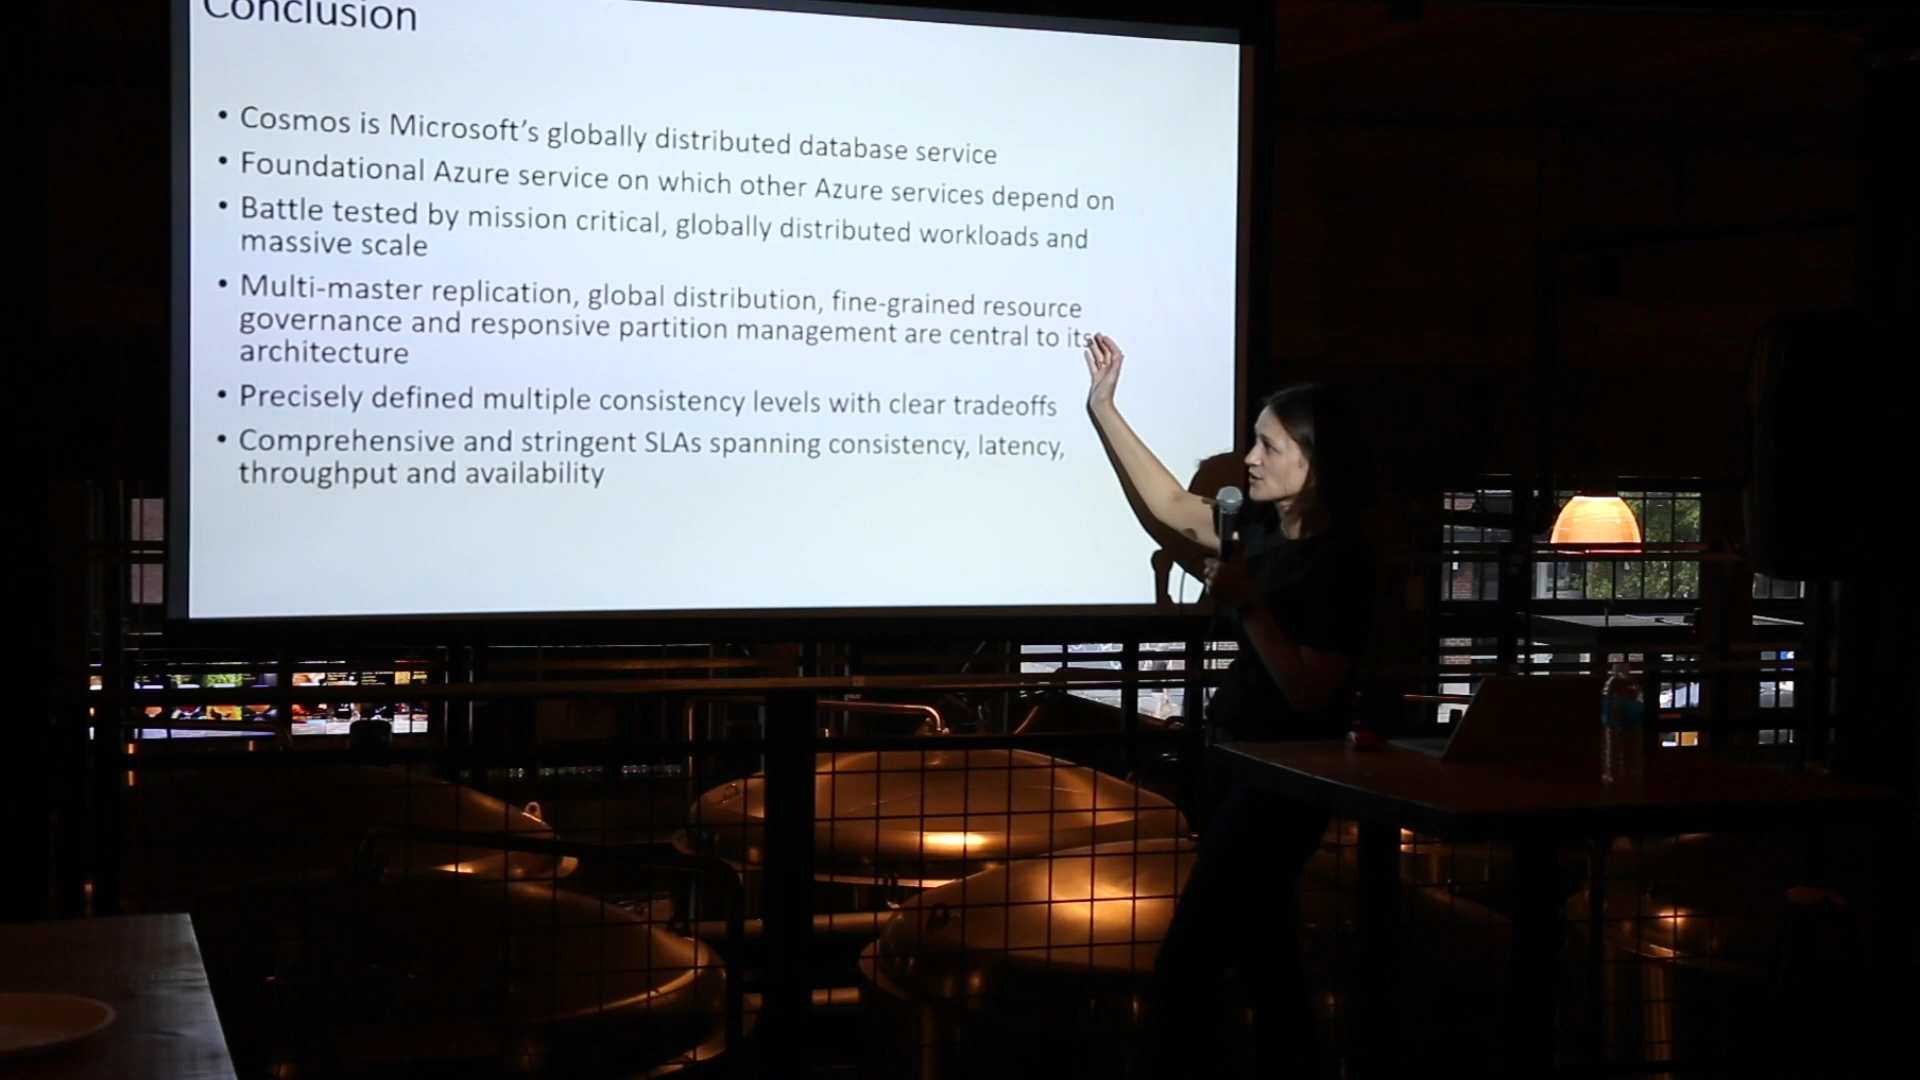 Conclusion
• Cosmos is Microsoft's globally distributed database service
• Foundational Azure service on which other Azure services depend on
• Battle tested by mission critical, globally distributed workloads and
massive scale
• Multi-master replication, global distribution, fine-grained resource
governance and responsive partition management are central to its
architecture
• Precisely defined multiple consistency levels with clear tradeoffs
• Comprehensive and stringent SLAs spanning consistency, latency,
throughput and availability